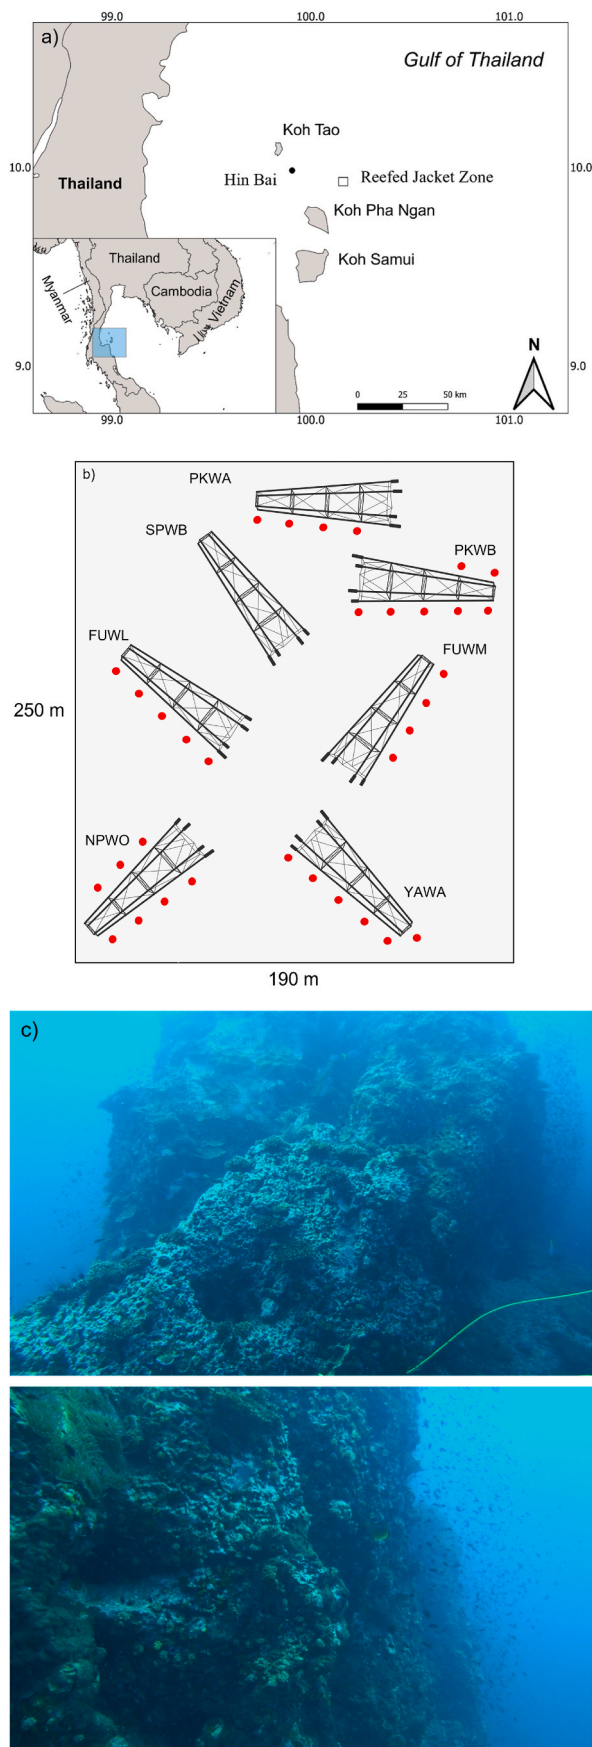 99.0 100.0 101.0
a)
Gulf of Thailand
Koh Tao
10.0 10.0
Thailand
Hin Bai
Reefed Jacket Zone
Koh Pha Ngan
Koh Samui
Thailand
Myanmar
Cambodia
Vietnam
N
9.0 9.0
0 25 50 km
99.0 100.0 101.0
b)
PKWA
SPWB
PKWB
FUWL
FUWM
250 m
NPWO
YAWA
190 m
c)